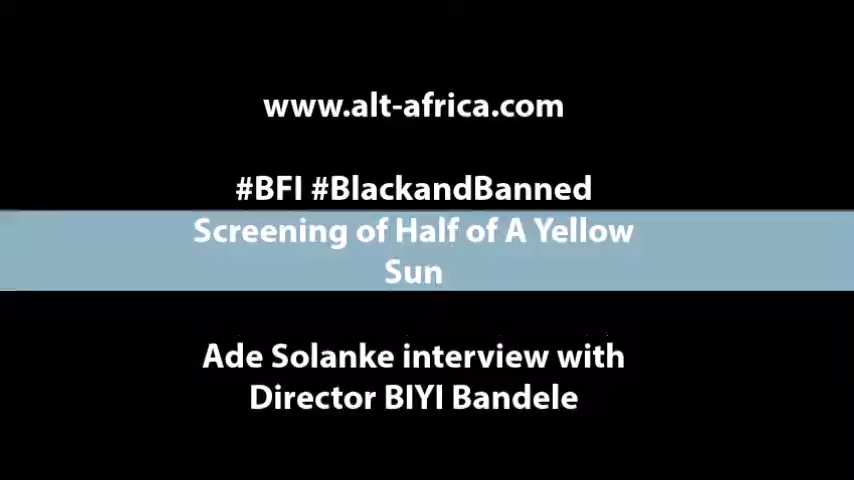 www.alt-africa.com
#BFI #BlackandBanned
Screening of Half of A Yellow
Sun
Ade Solanke interview with
Director BIYI Bandele